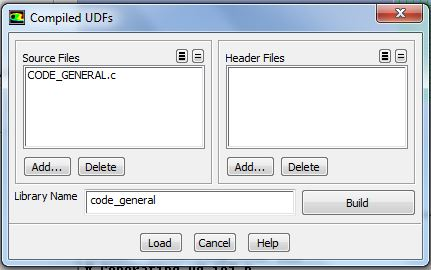 Compiled UDFs
Source Files
Header Files
CODE_GENERAL.c
Add... Delete
Add... Delete
Library Name code_general Build
Load Cancel Help